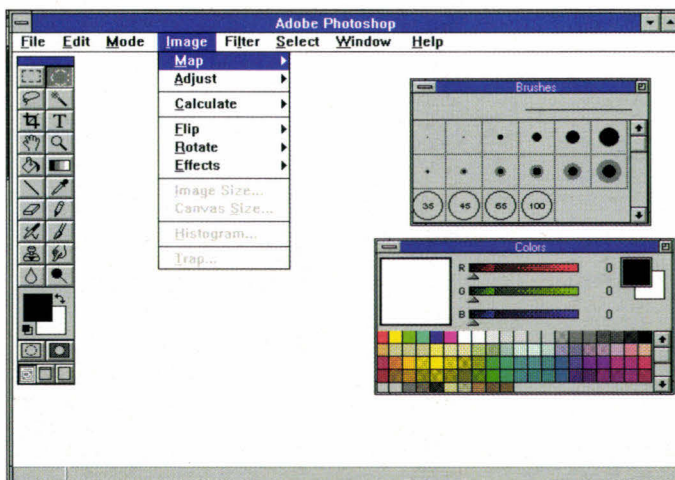 Adobe Photoshop
File Edit Mode Image Filter Select Window Help
Map
Adjust
Calculate
Flip
Rotate
Effects
Image Size...
Canvas Size...
Histogram...
Trap...
T
Brushes
35 45 65 100
Colors
R 0
G 0
B 0